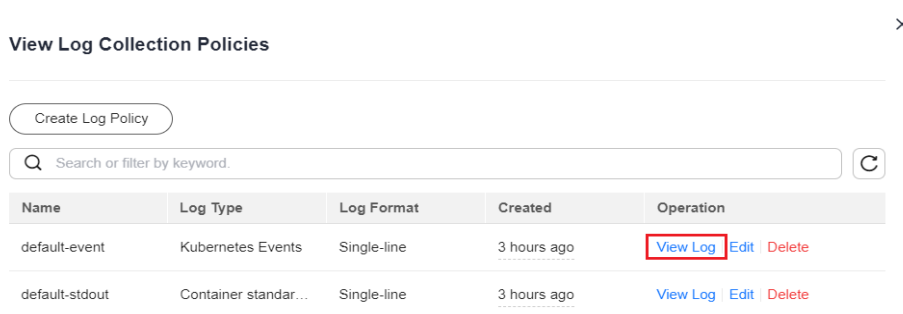 View Log Collection Policies
Create Log Policy
Search or filter by keyword.
Name Log Type Log Format Created Operation
default-event Kubernetes Events Single-line 3 hours ago View Log Edit Delete
default-stdout Container standar... Single-line 3 hours ago View Log Edit Delete